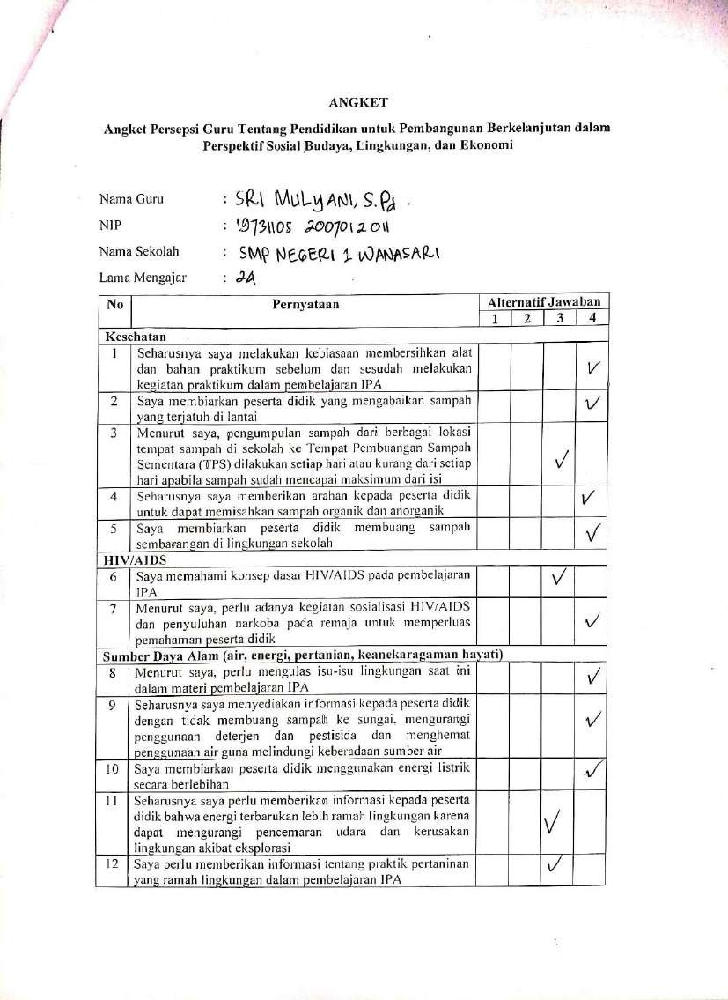 ANGKET
Angket Persepsi Guru Tentang Pendidikan untuk Pembangunan Berkelanjutan dalam
Perspektif Sosial Budaya, Lingkungan, dan Ekonomi
Nama Guru : SRI MULYANI, S.Pd .
NIP : 19731105 200701 2 011
Nama Sekolah : SMP NEGERI 1 WANASARI
Lama Mengajar :
No Pernyataan Alternatif Jawaban
1 2 3 4
Kesehatan
1 Seharusnya saya melakukan kebiasaan membersihkan alat
dan bahan praktikum sebelum dan sesudah melakukan ✓
kegiatan praktikum dalam pembelajaran IPA
2 Saya membiarkan peserta didik yang mengabaikan sampah ✓
yang terjatuh di lantai
3 Menurut saya, pengumpulan sampah dari berbagai lokasi
tempat sampah di sekolah ke Tempat Pembuangan Sampah
Sementara (TPS) dilakukan setiap hari atau kurang dari setiap ✓
hari apabila sampah sudah mencapai maksimum dari isi
4 Seharusnya saya memberikan arahan kepada peserta didik ✓
untuk dapat memisahkan sampah organik dan anorganik
5 Saya membiarkan peserta didik membuang sampah ✓
sembarangan di lingkungan sekolah
HIV/AIDS
6 Saya memahami konsep dasar HIV/AIDS pada pembelajaran ✓
IPA
7 Menurut saya, perlu adanya kegiatan sosialisasi HIV/AIDS
dan penyuluhan narkoba pada remaja untuk memperluas ✓
pemahaman peserta didik
Sumber Daya Alam (air, energi, pertanian, keanekaragaman hayati)
8 Menurut saya, perlu mengulas isu-isu lingkungan saat ini ✓
dalam materi pembelajaran IPA
9 Seharusnya saya menyediakan informasi kepada peserta didik
dengan tidak membuang sampah ke sungai, mengurangi ✓
penggunaan deterjen dan pestisida dan menghemat
penggunaan air guna melindungi keberadaan sumber air
10 Saya membiarkan peserta didik menggunakan energi listrik ✓
secara berlebihan
11 Seharusnya saya perlu memberikan informasi kepada peserta
didik bahwa energi terbarukan lebih ramah lingkungan karena
dapat mengurangi pencemaran udara dan kerusakan ✓
lingkungan akibat eksplorasi
12 Saya perlu memberikan informasi tentang praktik pertaninan ✓
yang ramah lingkungan dalam pembelajaran IPA